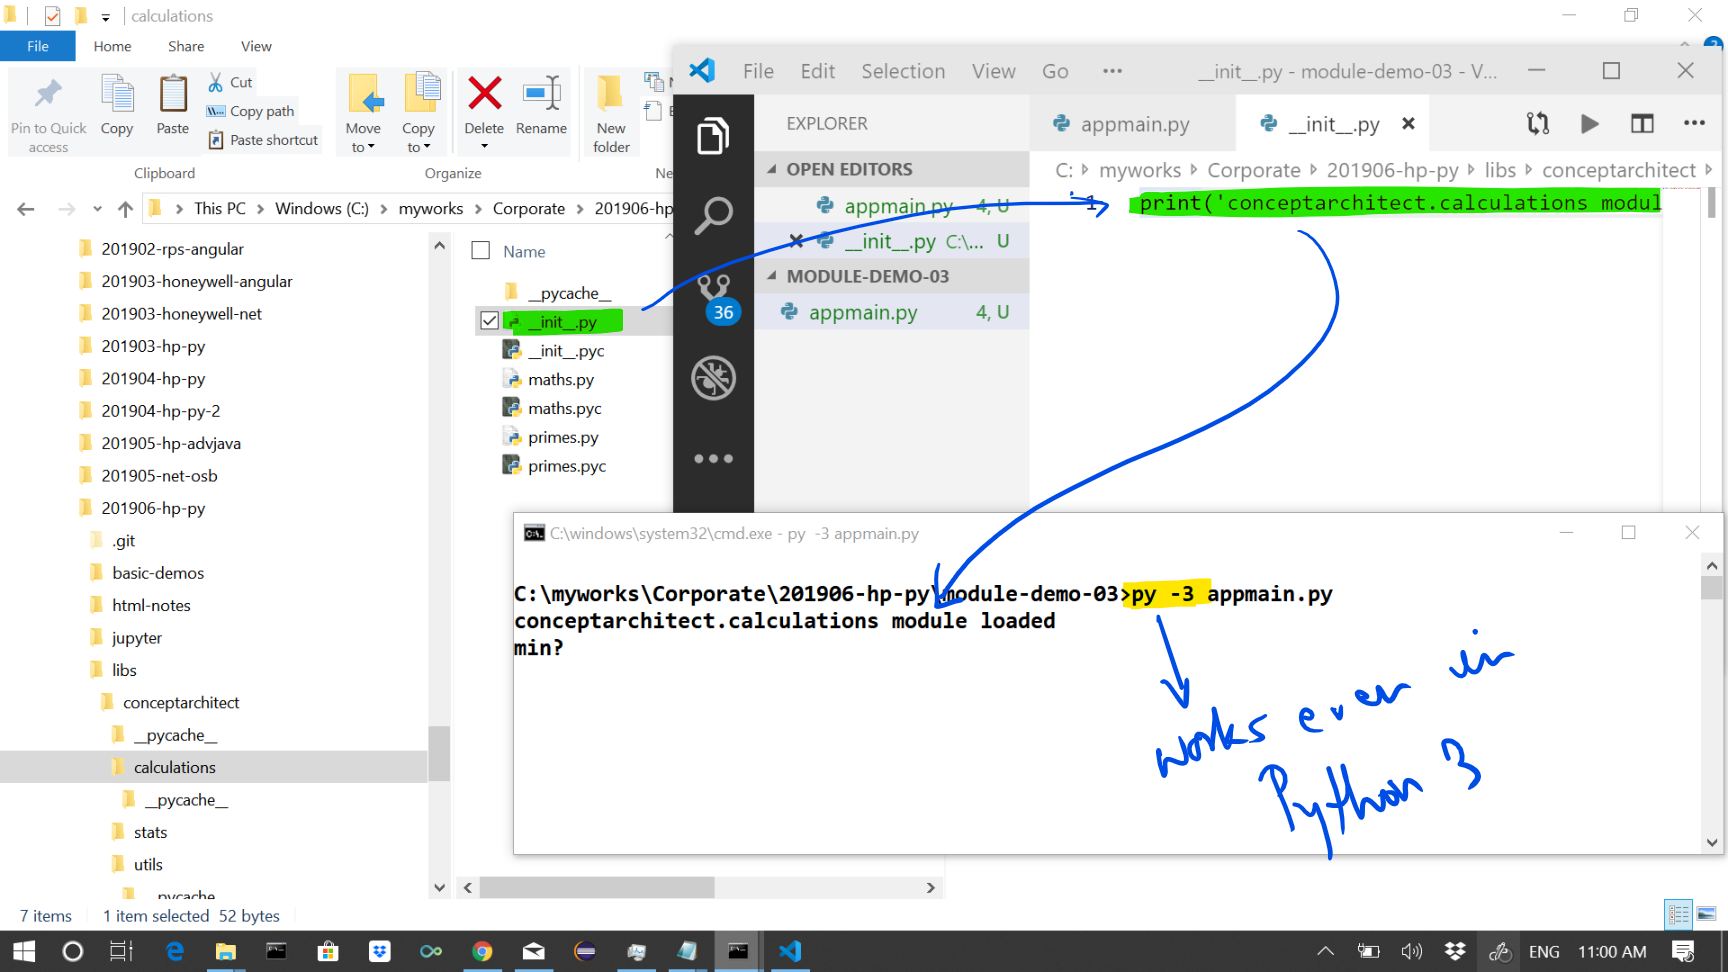 calculations
File Home Share View
Pin to Quick access
Copy
Paste
Cut
Copy path
Paste shortcut
Move to
Copy to
Delete
Rename
New folder
Clipboard
Organize
Ne
This PC > Windows (C:) > myworks > Corporate > 201906-hp
201902-rps-angular
201903-honeywell-angular
201903-honeywell-net
201903-hp-py
201904-hp-py
201904-hp-py-2
201905-hp-advjava
201905-net-osb
201906-hp-py
.git
basic-demos
html-notes
jupyter
libs
conceptarchitect
__pycache__
calculations
__pycache__
stats
utils
__pycache__
Name
__pycache__
__init__.py
__init__.pyc
maths.py
maths.pyc
primes.py
primes.pyc
7 items 1 item selected 52 bytes
File Edit Selection View Go ••• __init__.py - module-demo-03 - V...
36
EXPLORER
OPEN EDITORS
appmain.py 4, U
__init__.py C:\... U
MODULE-DEMO-03
appmain.py 4, U
appmain.py __init__.py
C: myworks Corporate 201906-hp-py libs conceptarchitect
1 print('conceptarchitect.calculations modul
C:\windows\system32\cmd.exe - py -3 appmain.py
C:\myworks\Corporate\201906-hp-py\module-demo-03>py -3 appmain.py
conceptarchitect.calculations module loaded
min?
works even in
Python 3
ENG 11:00 AM